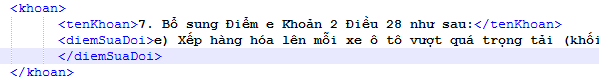 <khoan>
<tenKhoan>7. Bổ sung Điểm e Khoản 2 Điều 28 như sau:</tenKhoan>
<diemSuaDoi>e) Xếp hàng hóa lên mỗi xe ô tô vượt quá trọng tải (khối
</diemSuaDoi>
</khoan>